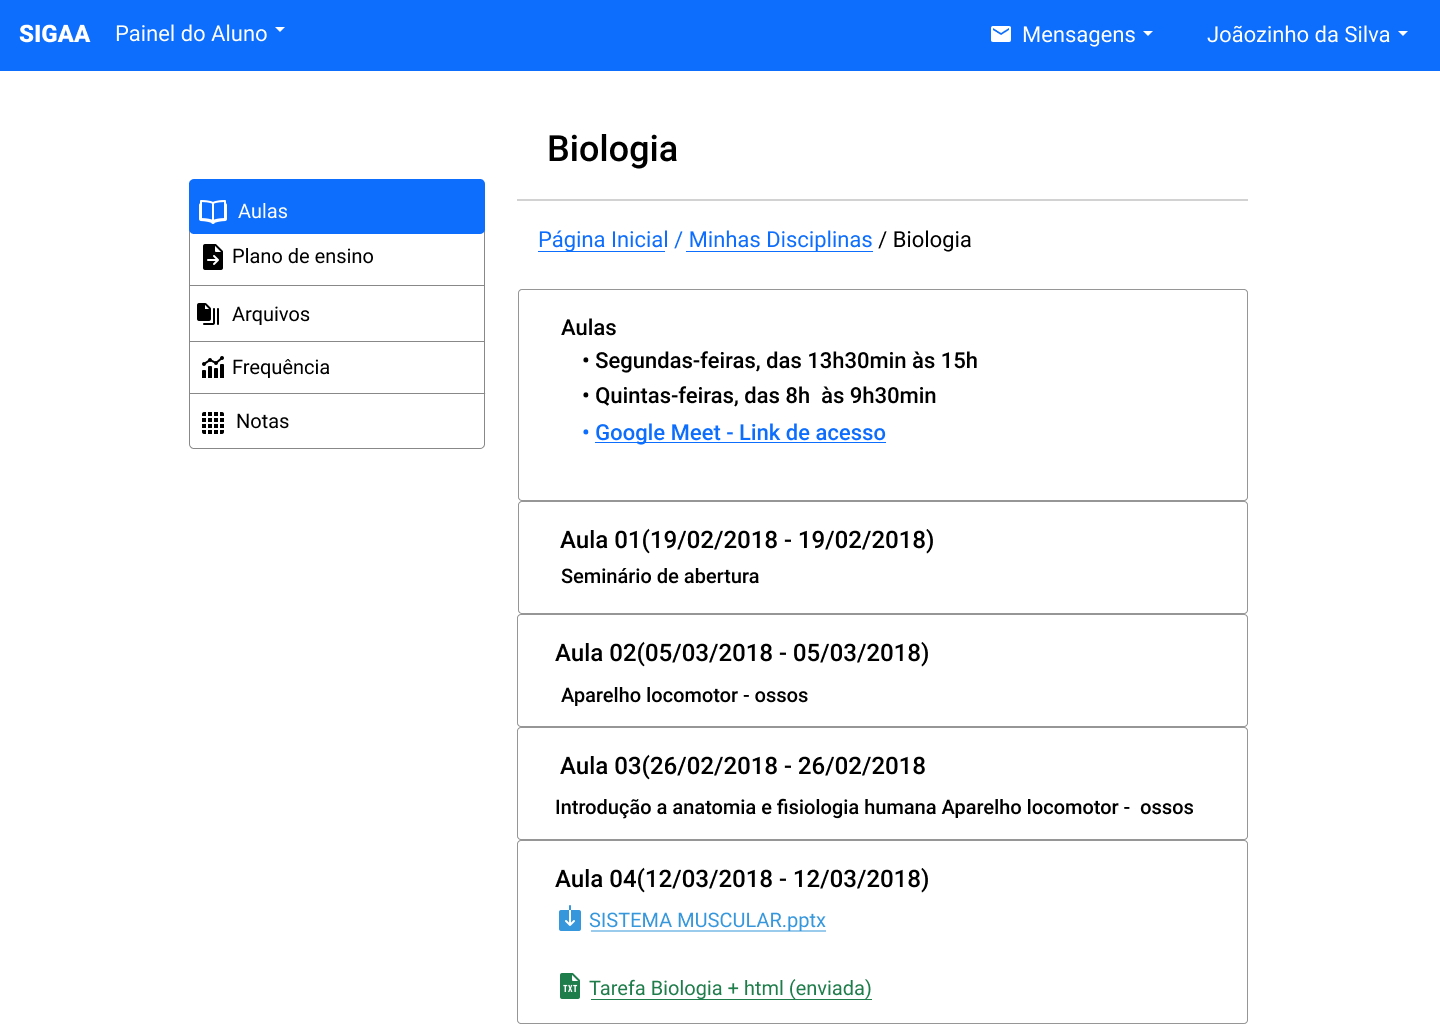 SIGAA Painel do Aluno Mensagens Joãozinho da Silva
Biologia
Aulas
Plano de ensino
Arquivos
Frequência
Notas
Página Inicial / Minhas Disciplinas / Biologia
Aulas
• Segundas-feiras, das 13h30min às 15h
• Quintas-feiras, das 8h às 9h30min
• Google Meet - Link de acesso
Aula 01(19/02/2018 - 19/02/2018)
Seminário de abertura
Aula 02(05/03/2018 - 05/03/2018)
Aparelho locomotor - ossos
Aula 03(26/02/2018 - 26/02/2018
Introdução a anatomia e fisiologia humana Aparelho locomotor - ossos
Aula 04(12/03/2018 - 12/03/2018)
SISTEMA MUSCULAR.pptx
TXT Tarefa Biologia + html (enviada)